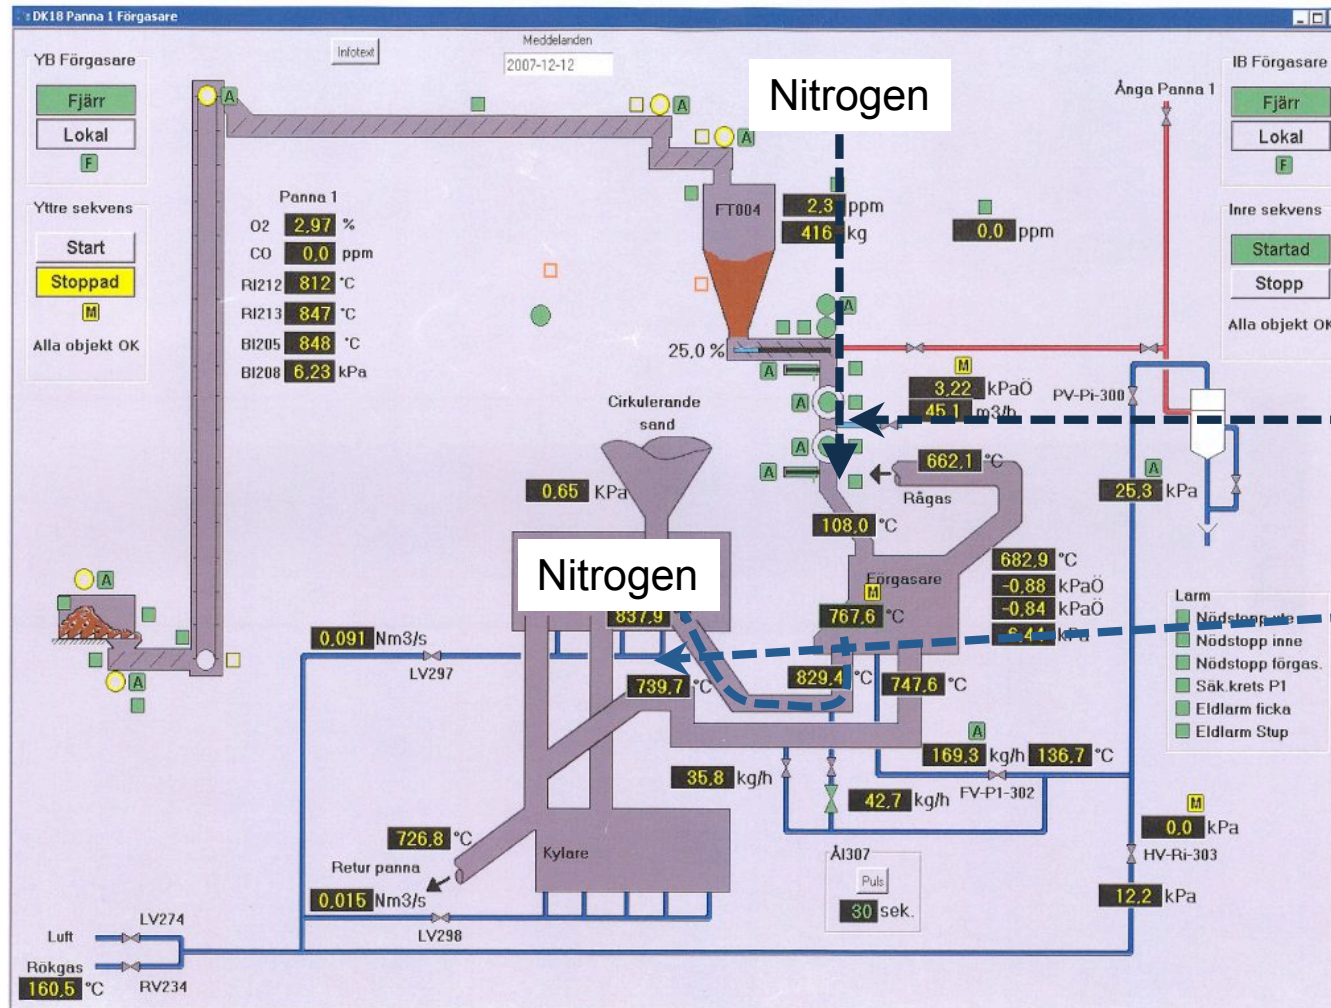 DK18 Panna 1 Förgasare
YB Förgasare
Fjärr
Lokal
F
Yttre sekvens
Start
Stoppad
M
Alla objekt OK
Infotext
Meddelanden
2007-12-12
Nitrogen
Ånga Panna 1
IB Förgasare
Fjärr
Lokal
F
Inre sekvens
Startad
Stopp
Alla objekt OK
A
A
A
Panna 1
O2 2,97 %
CO 0,0 ppm
RI212 812 °C
RI213 847 °C
BI205 848 °C
BI208 6,23 kPa
FT004
2,3 ppm
416 kg
0,0 ppm
A
25,0 %
A
M
3,22 kPaÖ
45,1 m3/h
PV-Pi-300
Cirkulerande
sand
A
A
A
662,1 °C
Rågas
0,65 KPa
A
25,3 kPa
108,0 °C
Nitrogen
Förgasare
M
682,9 °C
-0,88 kPaÖ
-0,84 kPaÖ
837,9
767,6 °C
A
Larm
Nödstopp ute
Nödstopp inne
Nödstopp förgas.
Säk.krets P1
Eldlarm ficka
Eldlarm Stup
0,091 Nm3/s
LV297
A
739,7 °C
829,4 °C
747,6 °C
A
169,3 kg/h 136,7 °C
FV-P1-302
35,8 kg/h
42,7 kg/h
M
0,0 kPa
HV-Ri-303
12,2 kPa
726,8 °C
Kylare
Retur panna
0,015 Nm3/s
LV298
Ål307
Puls
30 sek.
LV274
Luft
Rökgas
160,5 °C RV234